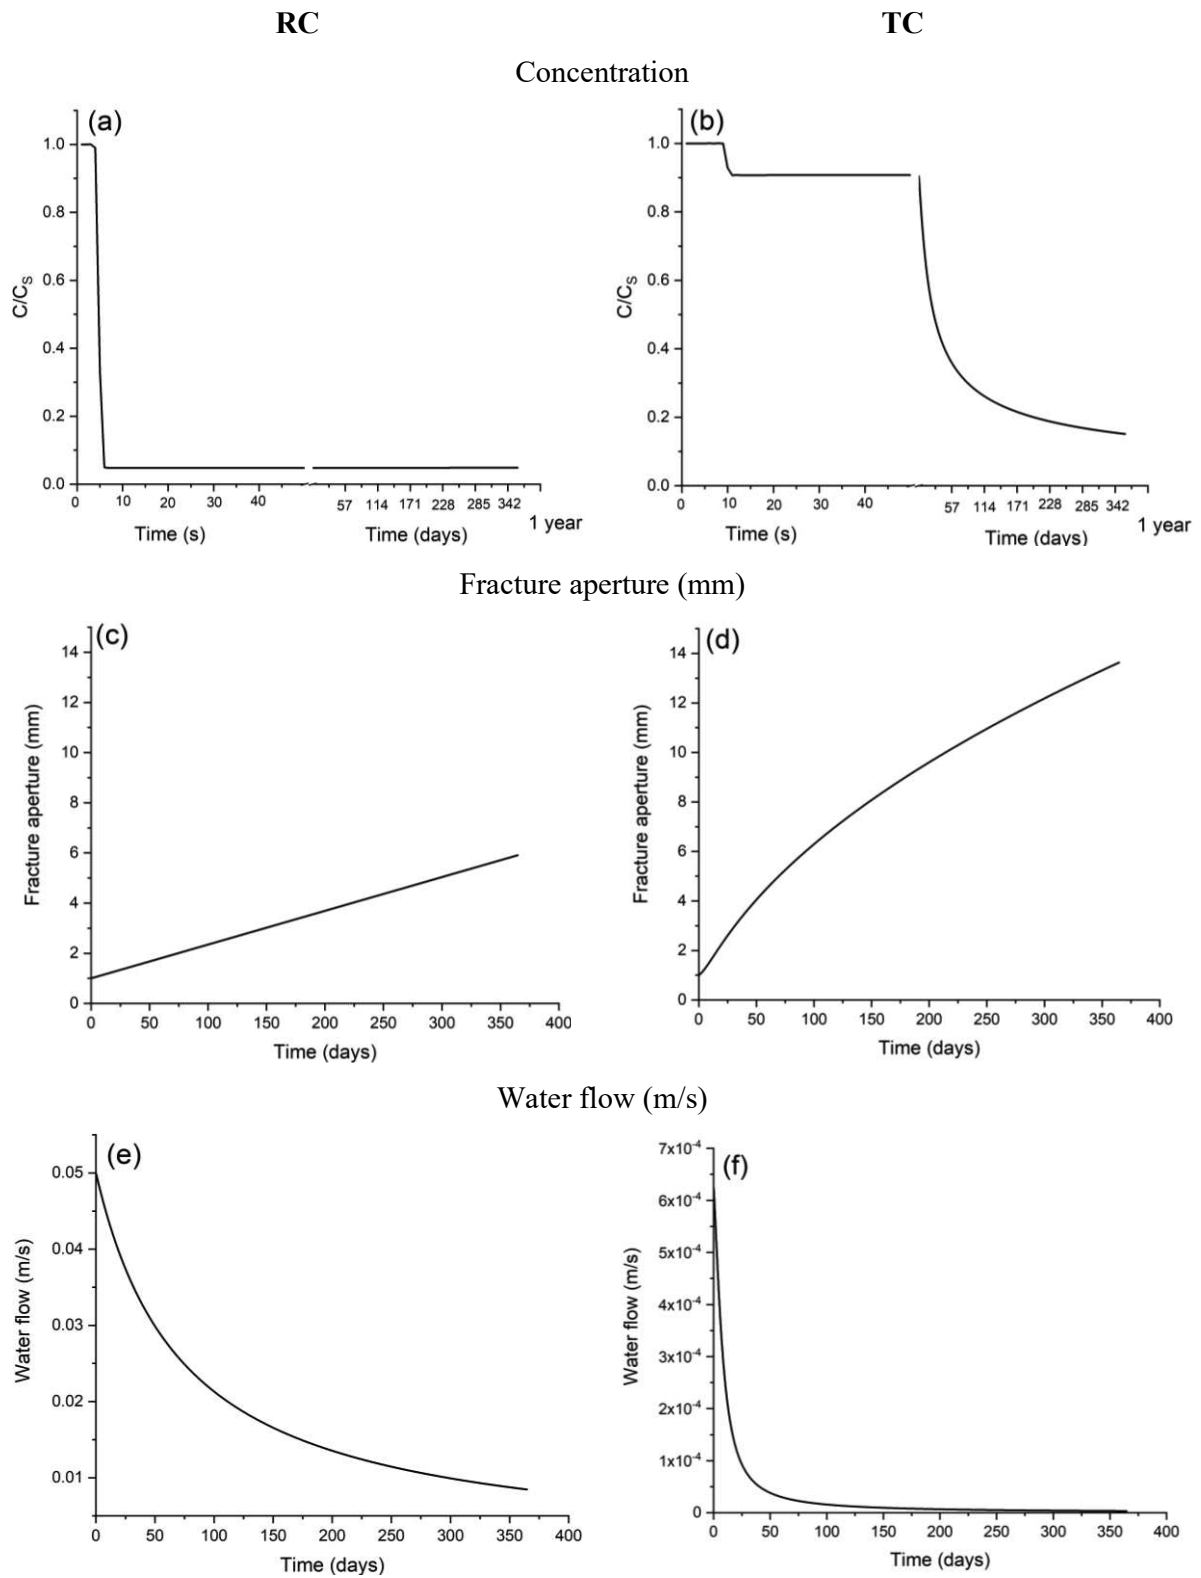 RC TC
Concentration
(a) (b)
1.0 1.0
0.8 0.8
0.6 0.6
C/CS C/CS
0.4 0.4
0.2 0.2
0.0 0.0
0 10 20 30 40 57 114 171 228 285 342 0 10 20 30 40 57 114 171 228 285 342
Time (s) Time (days) 1 year Time (s) Time (days) 1 year
Fracture aperture (mm)
(c) (d)
14 14
12 12
10 10
8 8
Fracture aperture (mm) Fracture aperture (mm)
6 6
4 4
2 2
0 0
0 50 100 150 200 250 300 350 400 0 50 100 150 200 250 300 350 400
Time (days) Time (days)
Water flow (m/s)
(e) (f)
7x10-4
0.05 6x10-4
0.04 5x10-4
4x10-4
Water flow (m/s) Water flow (m/s)
0.03 3x10-4
0.02 2x10-4
0.01 1x10-4
0
0 50 100 150 200 250 300 350 400 0 50 100 150 200 250 300 350 400
Time (days) Time (days)